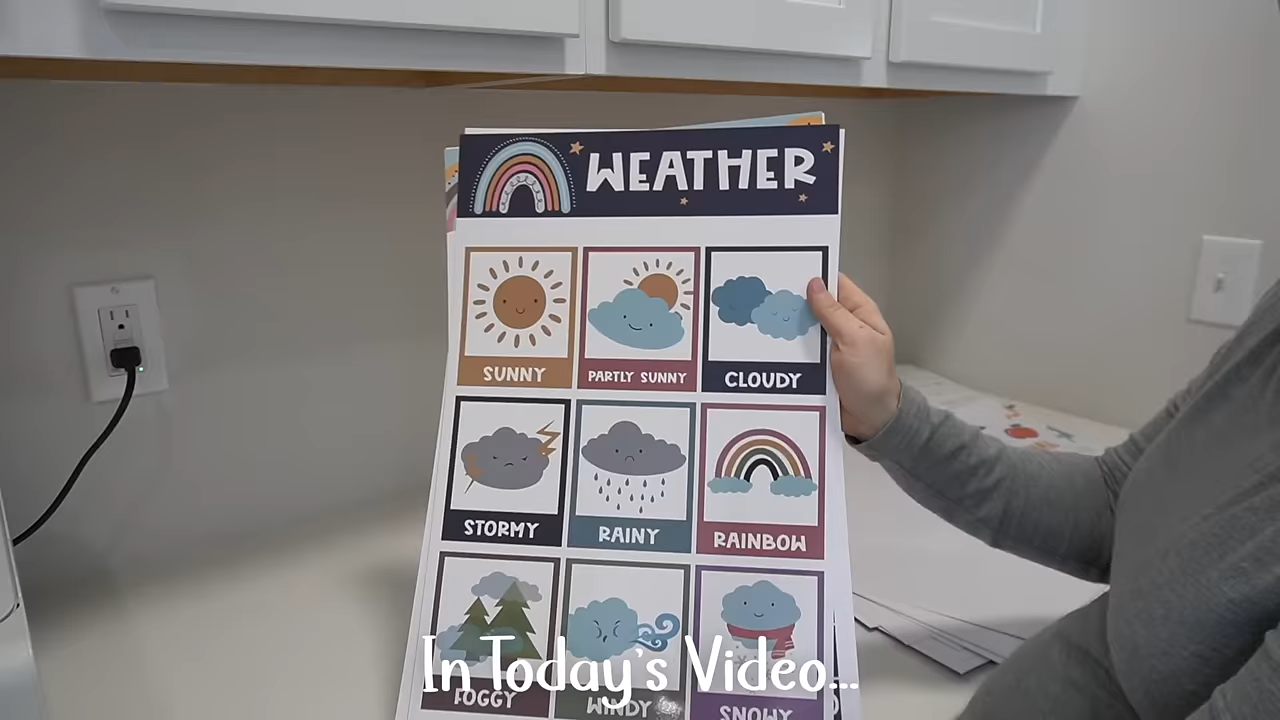 WEATHER
SUNNY
PARTLY SUNNY
CLOUDY
STORMY
RAINY
RAINBOW
FOGGY
WINDY
SNOWY
In Today's Video...